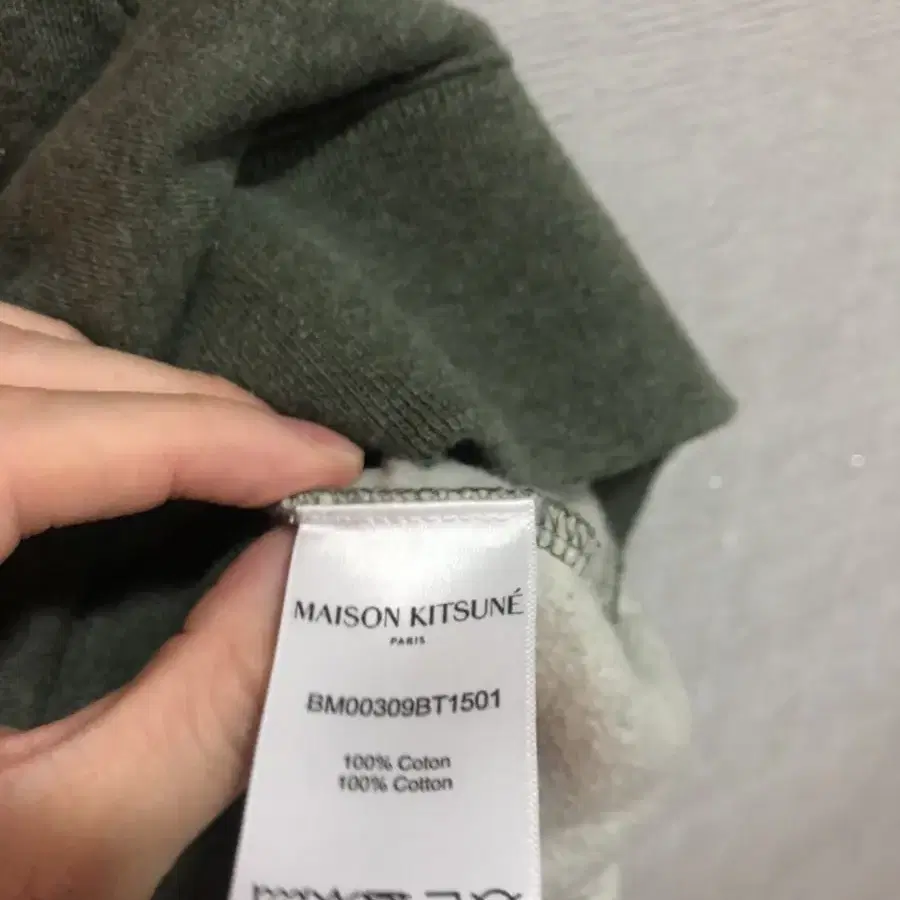 MAISON KITSUNÉ
PARIS
BM00309BT1501
100% Coton
100% Cotton